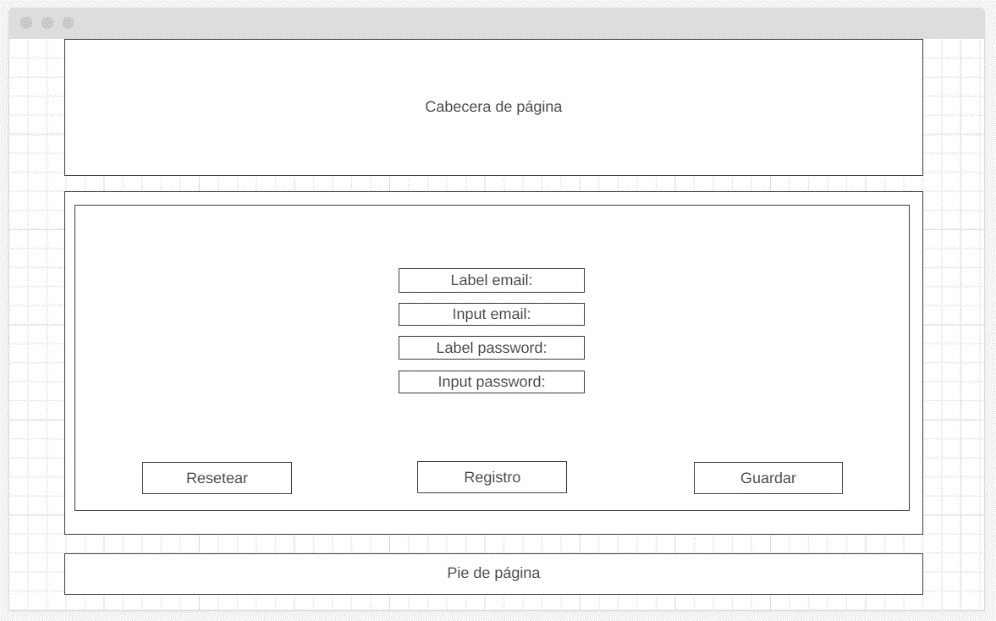 Cabecera de página
Label email:
Input email:
Label password:
Input password:
Resetear
Registro
Guardar
Pie de página